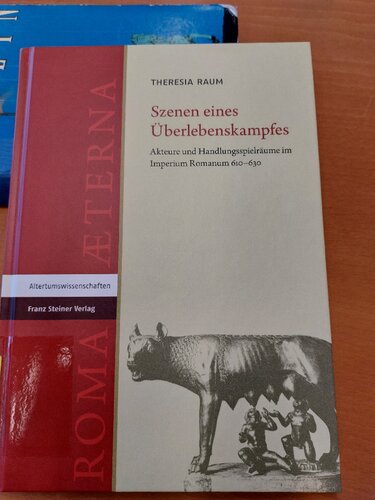 THERESIA RAUM
Szenen eines
Überlebenskampfes
Akteure und Handlungsspielräume im
Imperium Romanum 610–630
ROMA ÆTERNA
Altertumswissenschaften
Franz Steiner Verlag